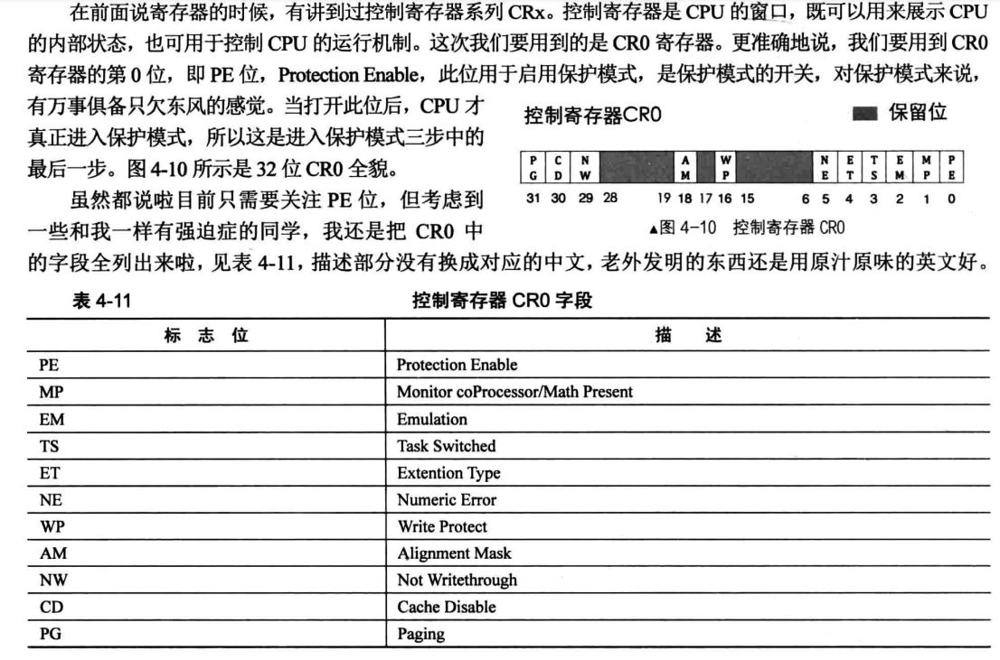 在前面说寄存器的时候，有讲到过控制寄存器系列 CRx。控制寄存器是 CPU 的窗口，既可以用来展示 CPU
的内部状态，也可用于控制 CPU 的运行机制。这次我们要用到的是 CR0 寄存器。更准确地说，我们要用到 CR0
寄存器的第 0 位，即 PE 位，Protection Enable，此位用于启用保护模式，是保护模式的开关，对保护模式来说，
有万事俱备只欠东风的感觉。当打开此位后，CPU 才
真正进入保护模式，所以这是进入保护模式三步中的
最后一步。图 4-10 所示是 32 位 CR0 全貌。
虽然都说啦目前只需要关注 PE 位，但考虑到
一些和我一样有强迫症的同学，我还是把 CR0 中
控制寄存器CR0 保留位
PG CD NW AM WP NE ET TS EM MP PE
31 30 29 28 19 18 17 16 15 6 5 4 3 2 1 0
▲图 4-10 控制寄存器 CR0
的字段全列出来啦，见表 4-11，描述部分没有换成对应的中文，老外发明的东西还是用原汁原味的英文好。
表 4-11 控制寄存器 CR0 字段
标 志 位 描 述
PE Protection Enable
MP Monitor coProcessor/Math Present
EM Emulation
TS Task Switched
ET Extention Type
NE Numeric Error
WP Write Protect
AM Alignment Mask
NW Not Writethrough
CD Cache Disable
PG Paging